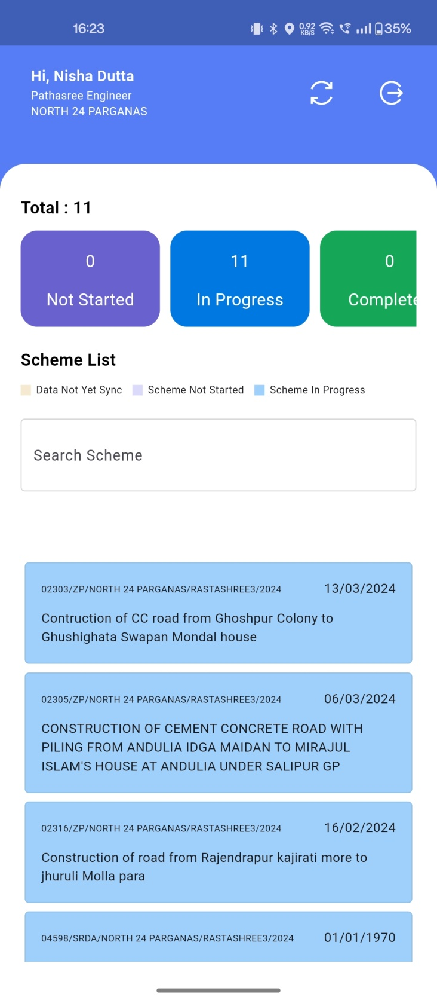 16:23
0.92
KB/S
35%
Hi, Nisha Dutta
Pathasree Engineer
NORTH 24 PARGANAS
Total : 11
0
Not Started
11
In Progress
0
Complete
Scheme List
Data Not Yet Sync
Scheme Not Started
Scheme In Progress
Search Scheme
02303/ZP/NORTH 24 PARGANAS/RASTASHREE3/2024
13/03/2024
Contruction of CC road from Ghoshpur Colony to
Ghushighata Swapan Mondal house
02305/ZP/NORTH 24 PARGANAS/RASTASHREE3/2024
06/03/2024
CONSTRUCTION OF CEMENT CONCRETE ROAD WITH
PILING FROM ANDULIA IDGA MAIDAN TO MIRAJUL
ISLAM'S HOUSE AT ANDULIA UNDER SALIPUR GP
02316/ZP/NORTH 24 PARGANAS/RASTASHREE3/2024
16/02/2024
Construction of road from Rajendrapur kajirati more to
jhuruli Molla para
04598/SRDA/NORTH 24 PARGANAS/RASTASHREE3/2024
01/01/1970